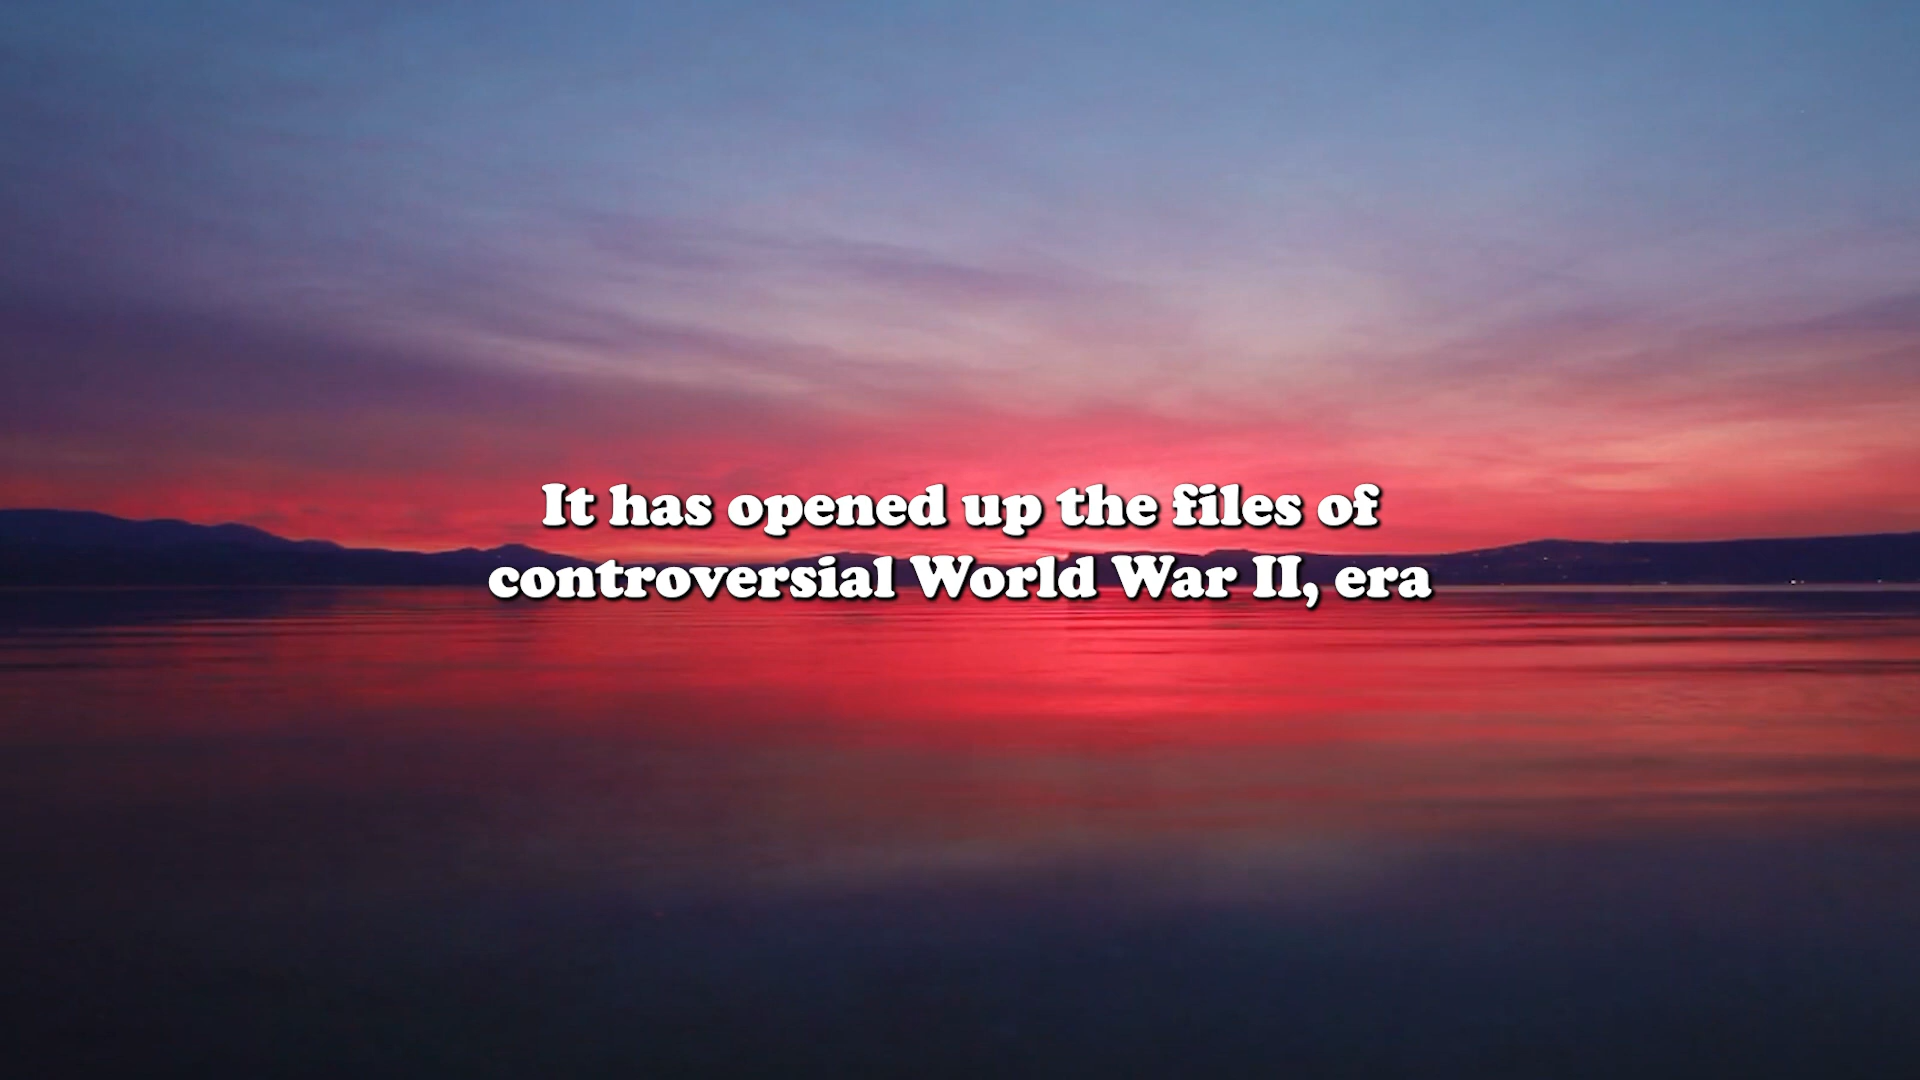 It has opened up the files of
controversial World War II, era